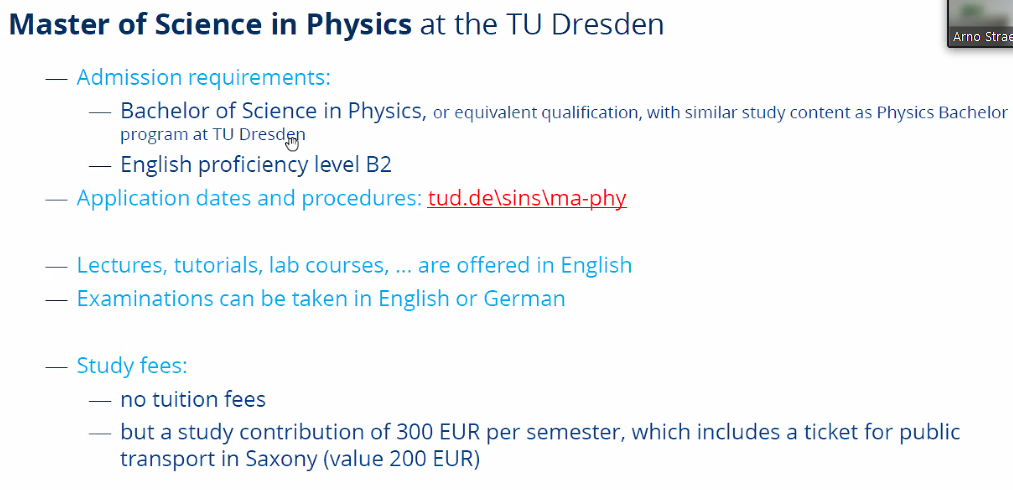 Master of Science in Physics at the TU Dresden
Arno Strae
— Admission requirements:
— Bachelor of Science in Physics, or equivalent qualification, with similar study content as Physics Bachelor
program at TU Dresden
— English proficiency level B2
— Application dates and procedures: tud.de\sins\ma-phy
— Lectures, tutorials, lab courses, ... are offered in English
— Examinations can be taken in English or German
— Study fees:
— no tuition fees
— but a study contribution of 300 EUR per semester, which includes a ticket for public
transport in Saxony (value 200 EUR)